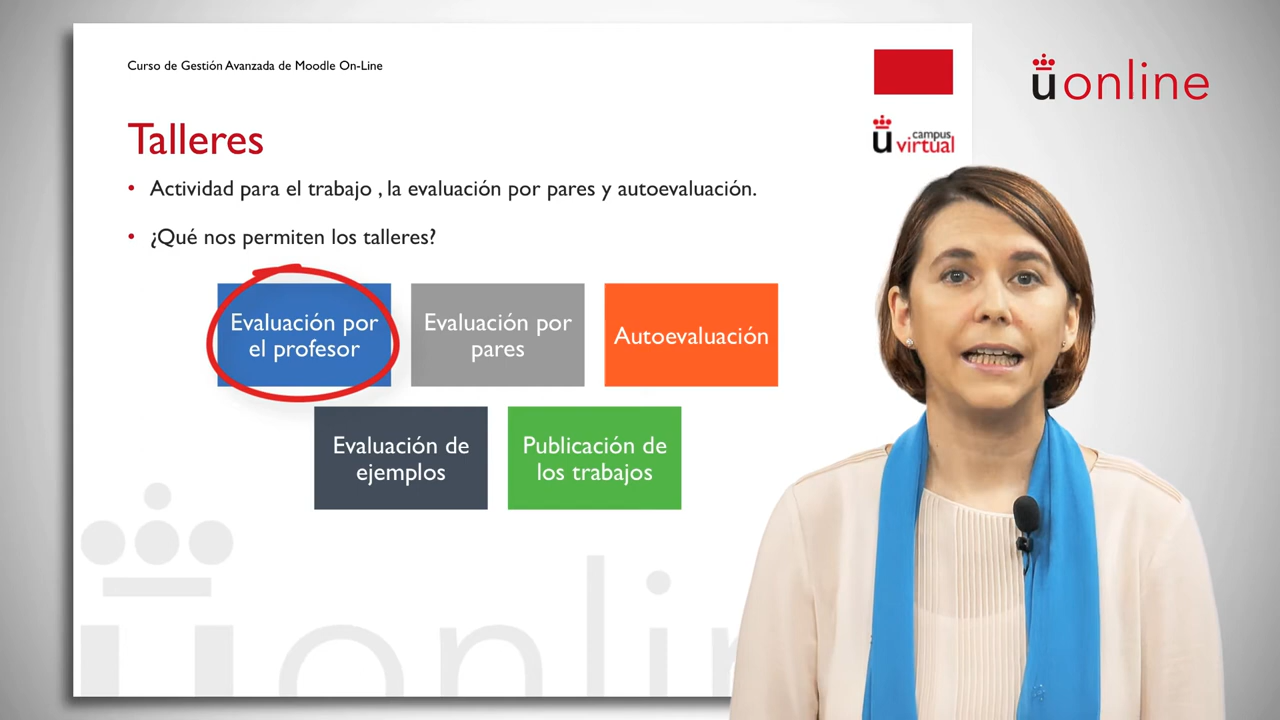 Curso de Gestión Avanzada de Moodle On-Line
uonline
campus
u virtual
Talleres
• Actividad para el trabajo , la evaluación por pares y autoevaluación.
• ¿Qué nos permiten los talleres?
Evaluación por
el profesor
Evaluación por
pares
Autoevaluación
Evaluación de
ejemplos
Publicación de
los trabajos
u onlin